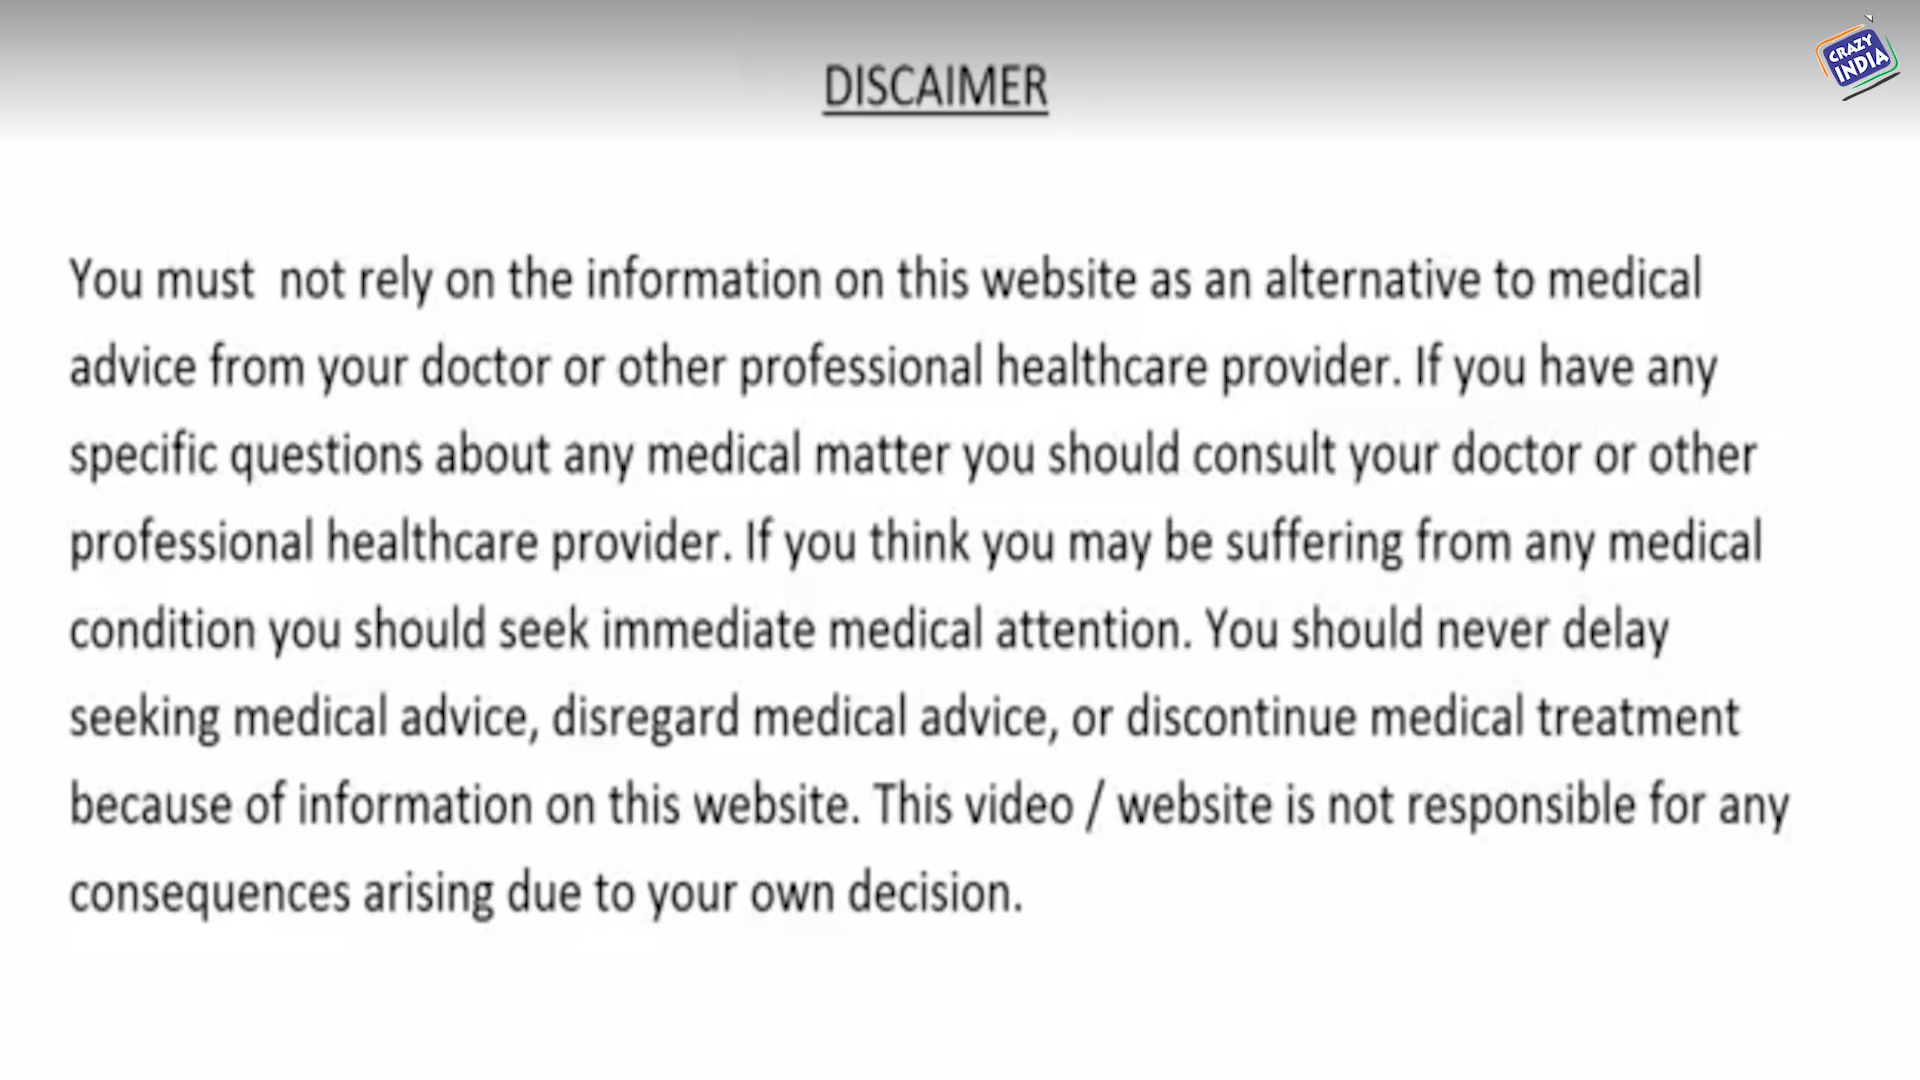 CRAZY
INDIA
DISCAIMER
You must  not rely on the information on this website as an alternative to medical
advice from your doctor or other professional healthcare provider. If you have any
specific questions about any medical matter you should consult your doctor or other
professional healthcare provider. If you think you may be suffering from any medical
condition you should seek immediate medical attention. You should never delay
seeking medical advice, disregard medical advice, or discontinue medical treatment
because of information on this website. This video / website is not responsible for any
consequences arising due to your own decision.